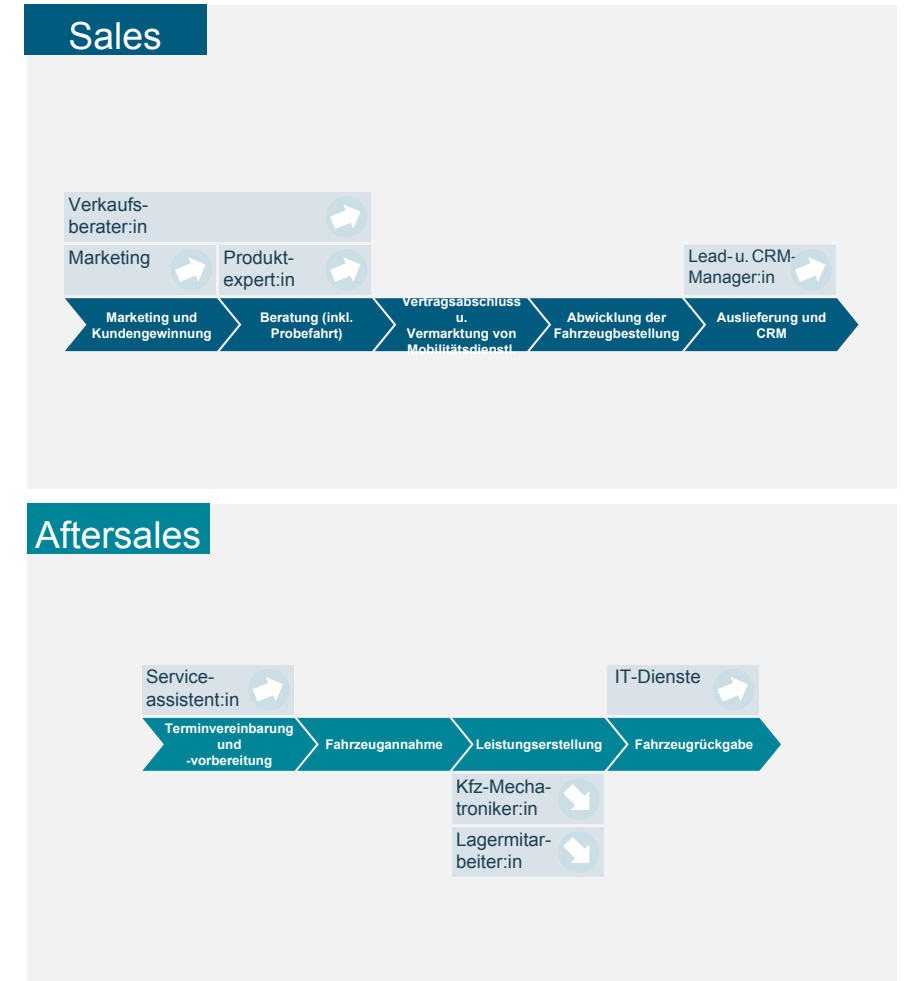 Sales
Verkaufs-
berater:in
Marketing
Produkt-
expert:in
Lead- u. CRM-
Manager:in
Marketing und
Kundengewinnung
Beratung (inkl.
Probefahrt)
Vertragsabschluss
u.
Vermarktung von
Mobilitätsdienstl
Abwicklung der
Fahrzeugbestellung
Auslieferung und
CRM
Aftersales
Service-
assistent:in
IT-Dienste
Terminvereinbarung
und
-vorbereitung
Fahrzeugannahme
Leistungserstellung
Fahrzeugrückgabe
Kfz-Mecha-
troniker:in
Lagermitar-
beiter:in